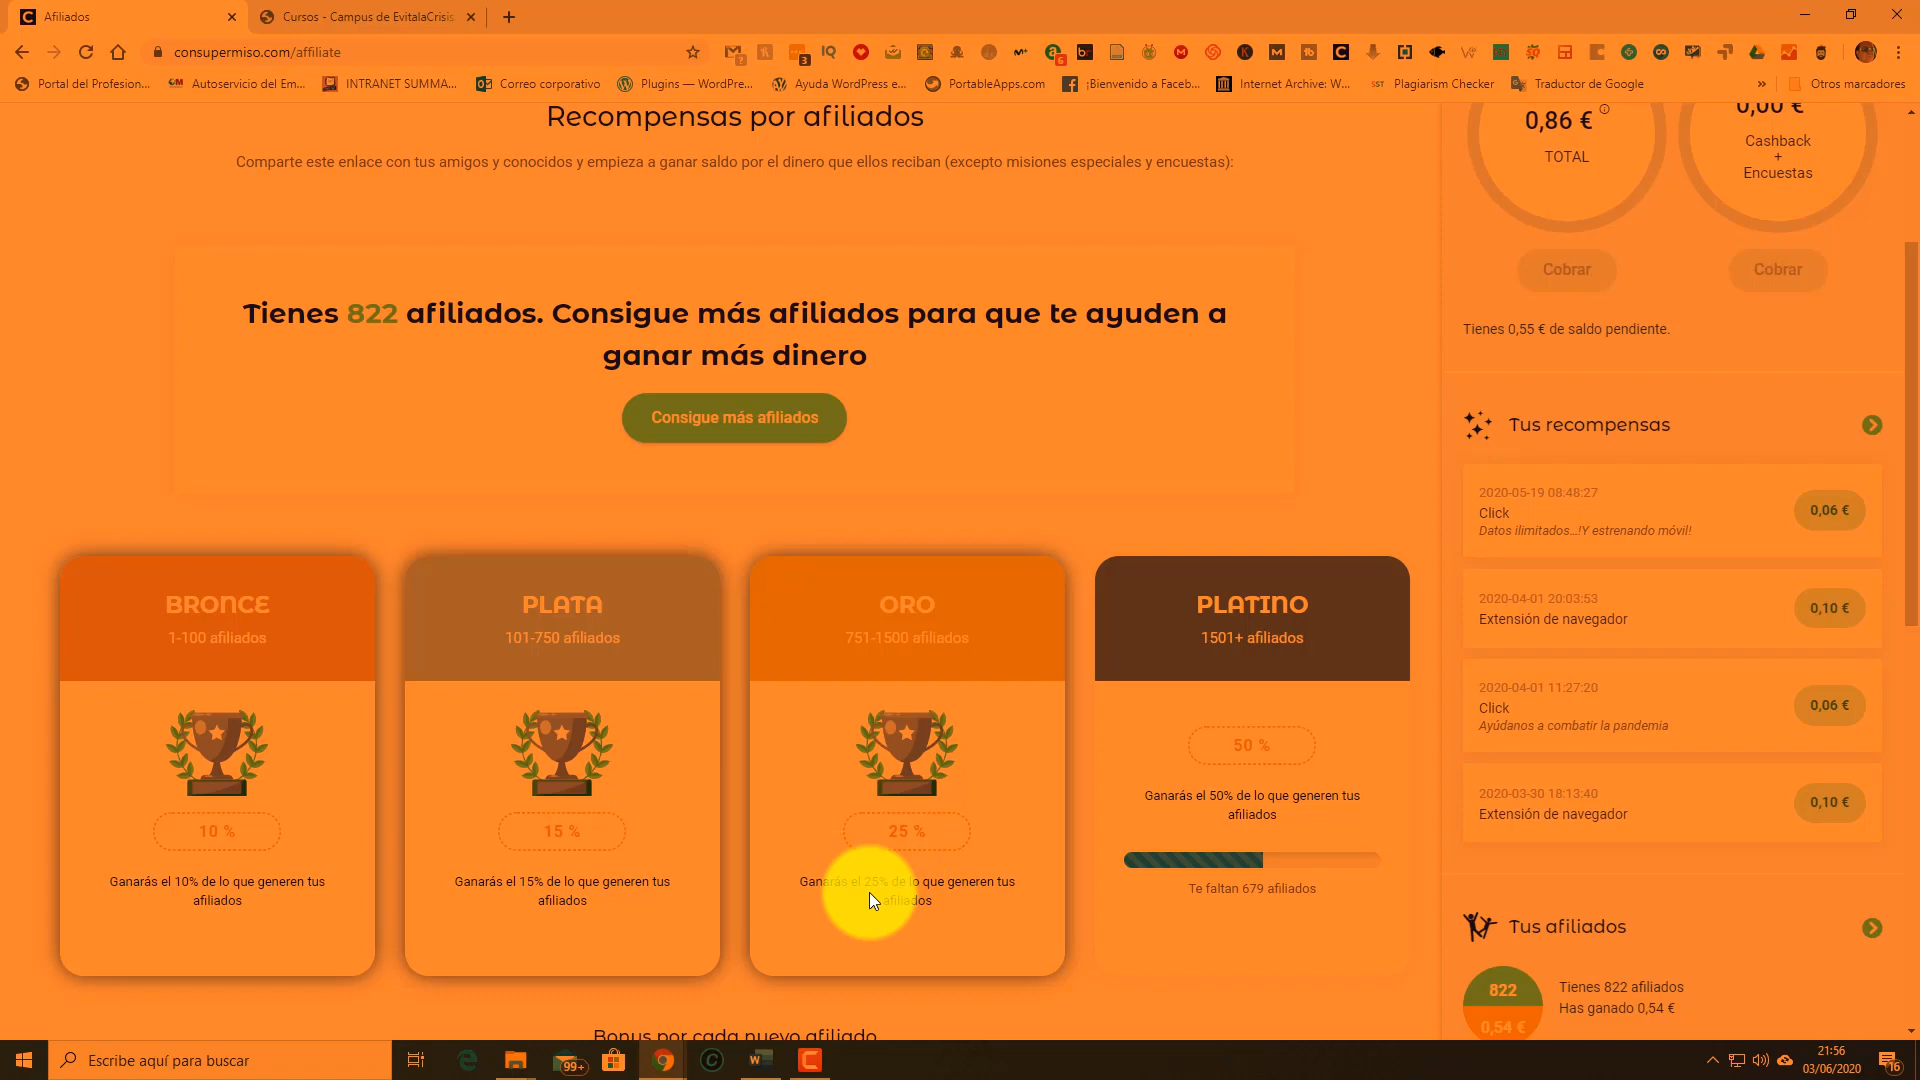 Afiliados
Cursos - Campus de EvitalaCrisis
consupermiso.com/affiliate
Portal del Profesion...
Autoservicio del Em...
INTRANET SUMMA...
Correo corporativo
Plugins — WordPre...
Ayuda WordPress e...
PortableApps.com
¡Bienvenido a Faceb...
Internet Archive: W...
Plagiarism Checker
Traductor de Google
»
Otros marcadores
Recompensas por afiliados
Comparte este enlace con tus amigos y conocidos y empieza a ganar saldo por el dinero que ellos reciban (excepto misiones especiales y encuestas):
Tienes 822 afiliados. Consigue más afiliados para que te ayuden a
ganar más dinero
Consigue más afiliados
BRONCE
1-100 afiliados
10 %
Ganarás el 10% de lo que generen tus
afiliados
PLATA
101-750 afiliados
15 %
Ganarás el 15% de lo que generen tus
afiliados
ORO
751-1500 afiliados
25 %
Ganarás el 25% de lo que generen tus
afiliados
PLATINO
1501+ afiliados
50 %
Ganarás el 50% de lo que generen tus
afiliados
Te faltan 679 afiliados
Bonus por cada nuevo afiliado
0,86 €
TOTAL
Cobrar
0,00 €
Cashback
+
Encuestas
Cobrar
Tienes 0,55 € de saldo pendiente.
Tus recompensas
2020-05-19 08:48:27
Click
Datos ilimitados...!Y estrenando móvil!
0,06 €
2020-04-01 20:03:53
Extensión de navegador
0,10 €
2020-04-01 11:27:20
Click
Ayúdanos a combatir la pandemia
0,06 €
2020-03-30 18:13:40
Extensión de navegador
0,10 €
Tus afiliados
822
0,54 €
Tienes 822 afiliados
Has ganado 0,54 €
Escribe aquí para buscar
99+
21:56
03/06/2020
16